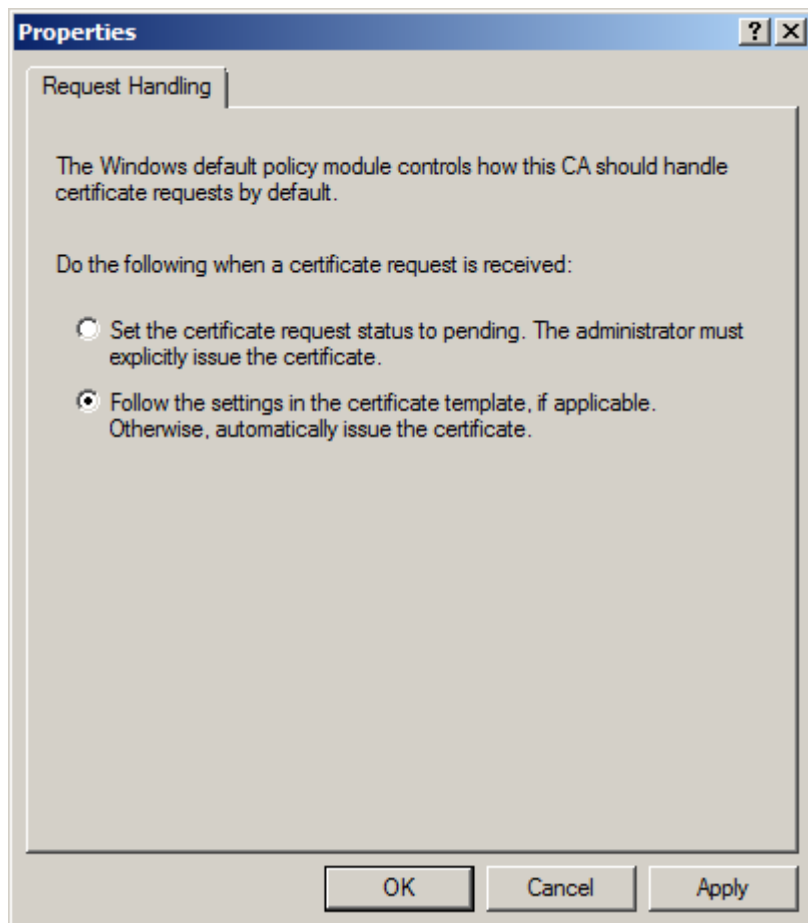 Properties
Request Handling
The Windows default policy module controls how this CA should handle
certificate requests by default.
Do the following when a certificate request is received:
Set the certificate request status to pending. The administrator must
explicitly issue the certificate.
Follow the settings in the certificate template, if applicable.
Otherwise, automatically issue the certificate.
OK Cancel Apply